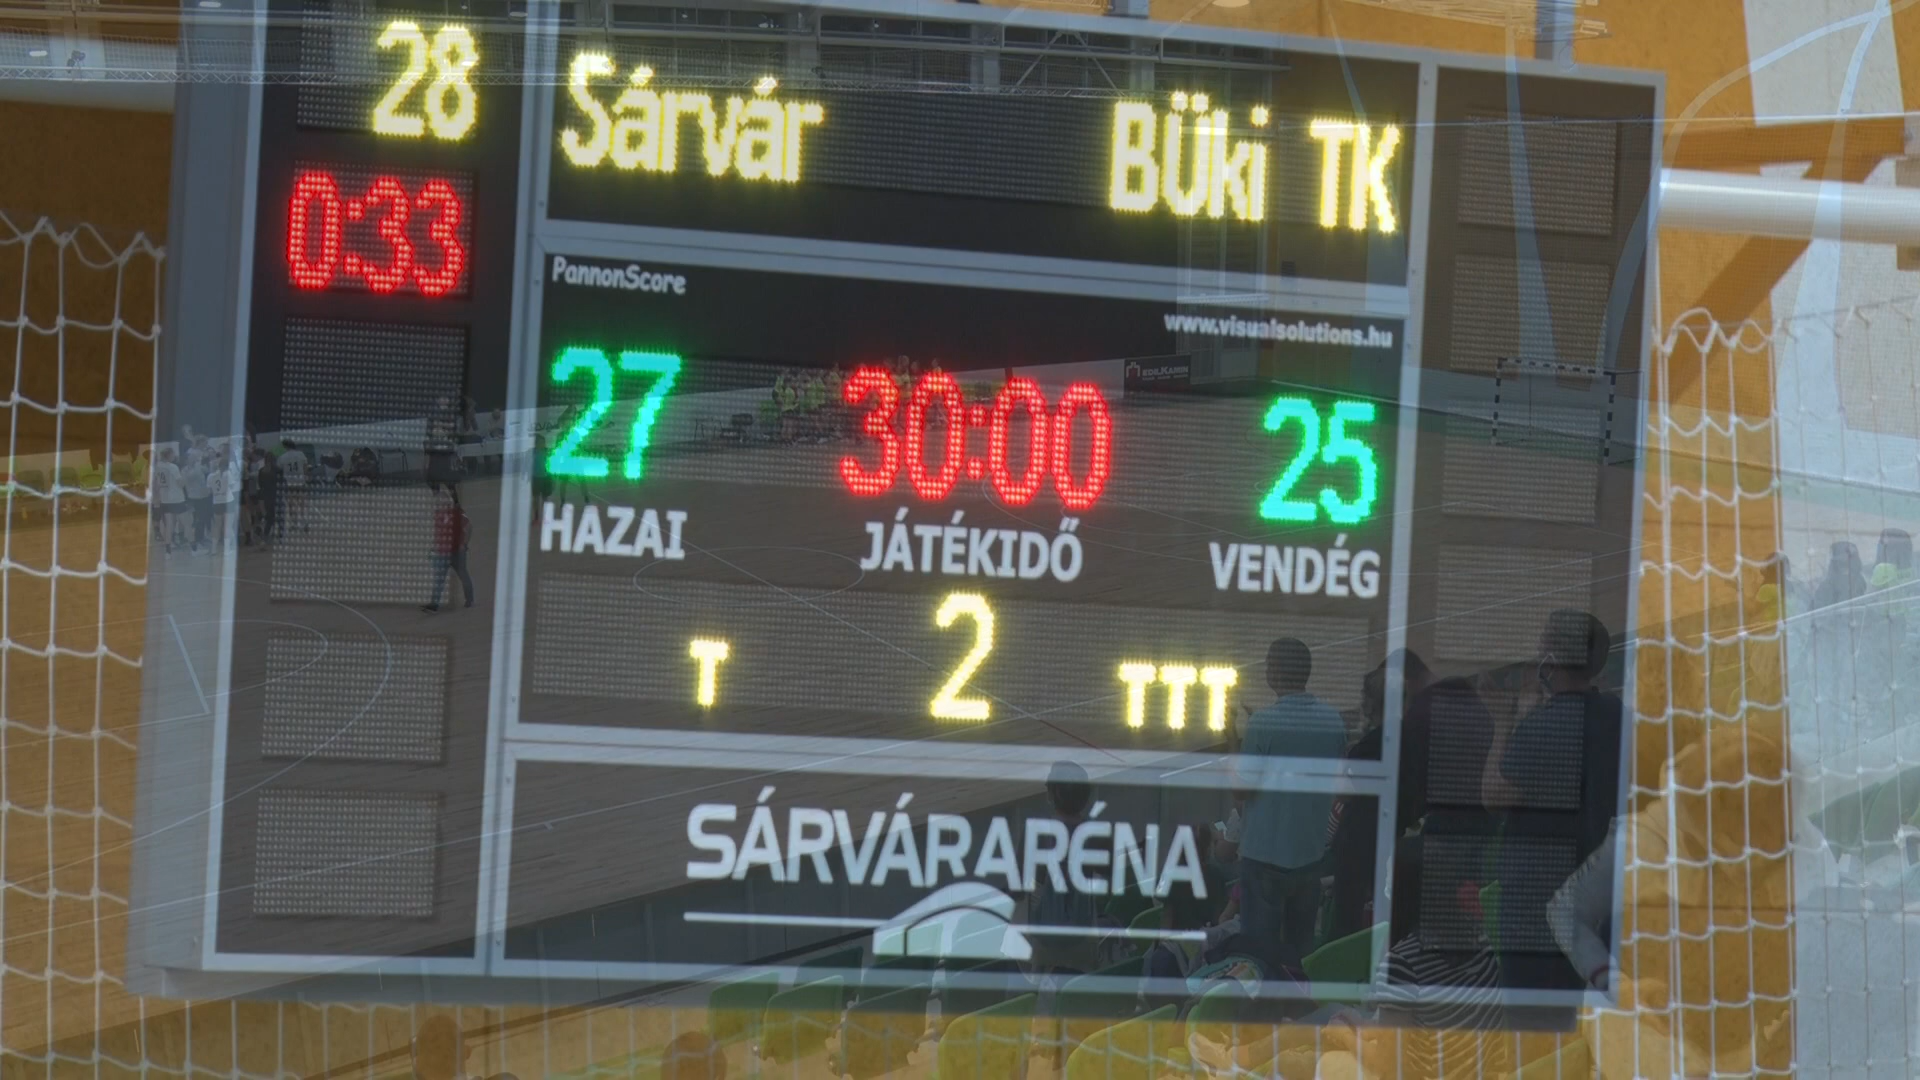 28
0:33
Sárvár BÜki TK
PannonScore
www.visualsolutions.hu
27 30:00 25
HAZAI JÁTÉKIDŐ VENDÉG
T 2 TTT
SÁRVÁRARÉNA
EDILKAMIN